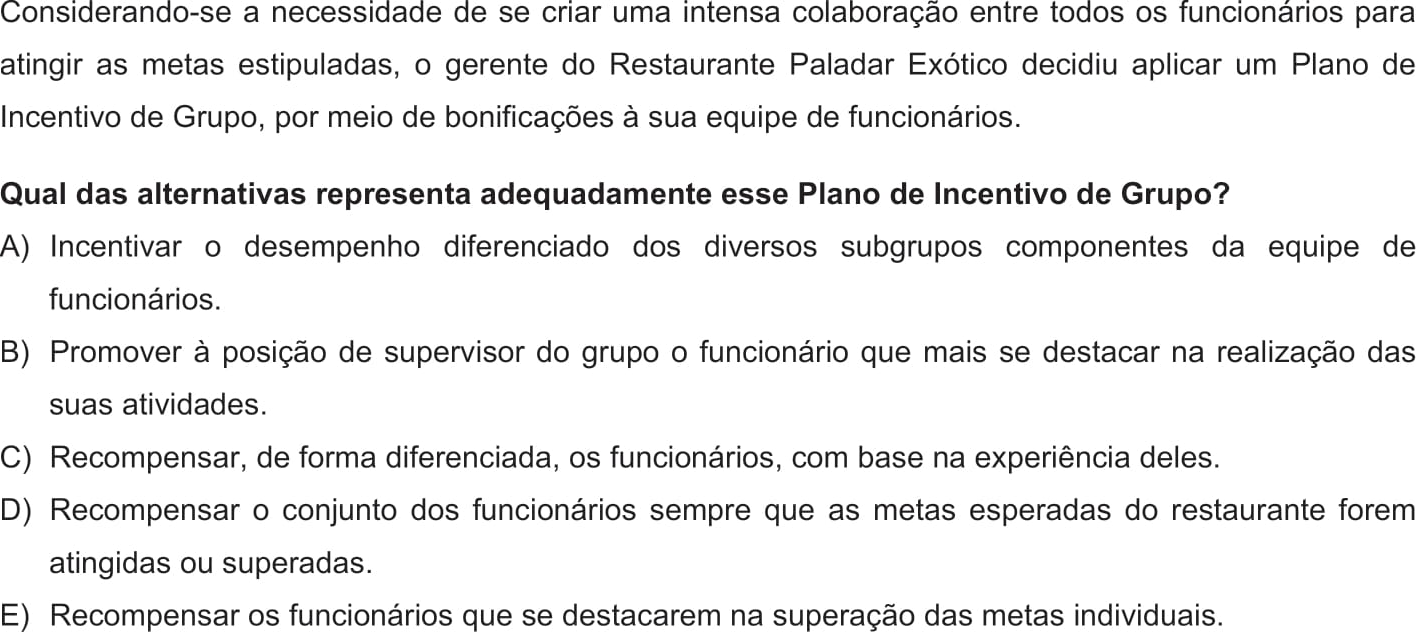 Considerando-se a necessidade de se criar uma intensa colaboração entre todos os funcionários para
atingir as metas estipuladas, o gerente do Restaurante Paladar Exótico decidiu aplicar um Plano de
Incentivo de Grupo, por meio de bonificações à sua equipe de funcionários.
Qual das alternativas representa adequadamente esse Plano de Incentivo de Grupo?
A) Incentivar o desempenho diferenciado dos diversos subgrupos componentes da equipe de
funcionários.
B) Promover à posição de supervisor do grupo o funcionário que mais se destacar na realização das
suas atividades.
C) Recompensar, de forma diferenciada, os funcionários, com base na experiência deles.
D) Recompensar o conjunto dos funcionários sempre que as metas esperadas do restaurante forem
atingidas ou superadas.
E) Recompensar os funcionários que se destacarem na superação das metas individuais.